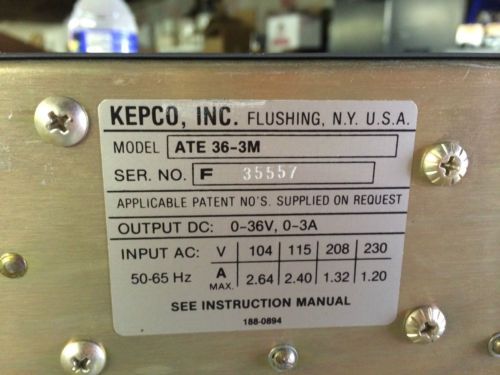 KEPCO, INC. FLUSHING, N.Y. U.S.A.
MODEL ATE 36-3M
SER. NO. F 35557
APPLICABLE PATENT NO'S. SUPPLIED ON REQUEST
OUTPUT DC: 0-36V, 0-3A
INPUT AC: V 104 115 208 230
50-65 Hz A MAX. 2.64 2.40 1.32 1.20
SEE INSTRUCTION MANUAL
188-0894